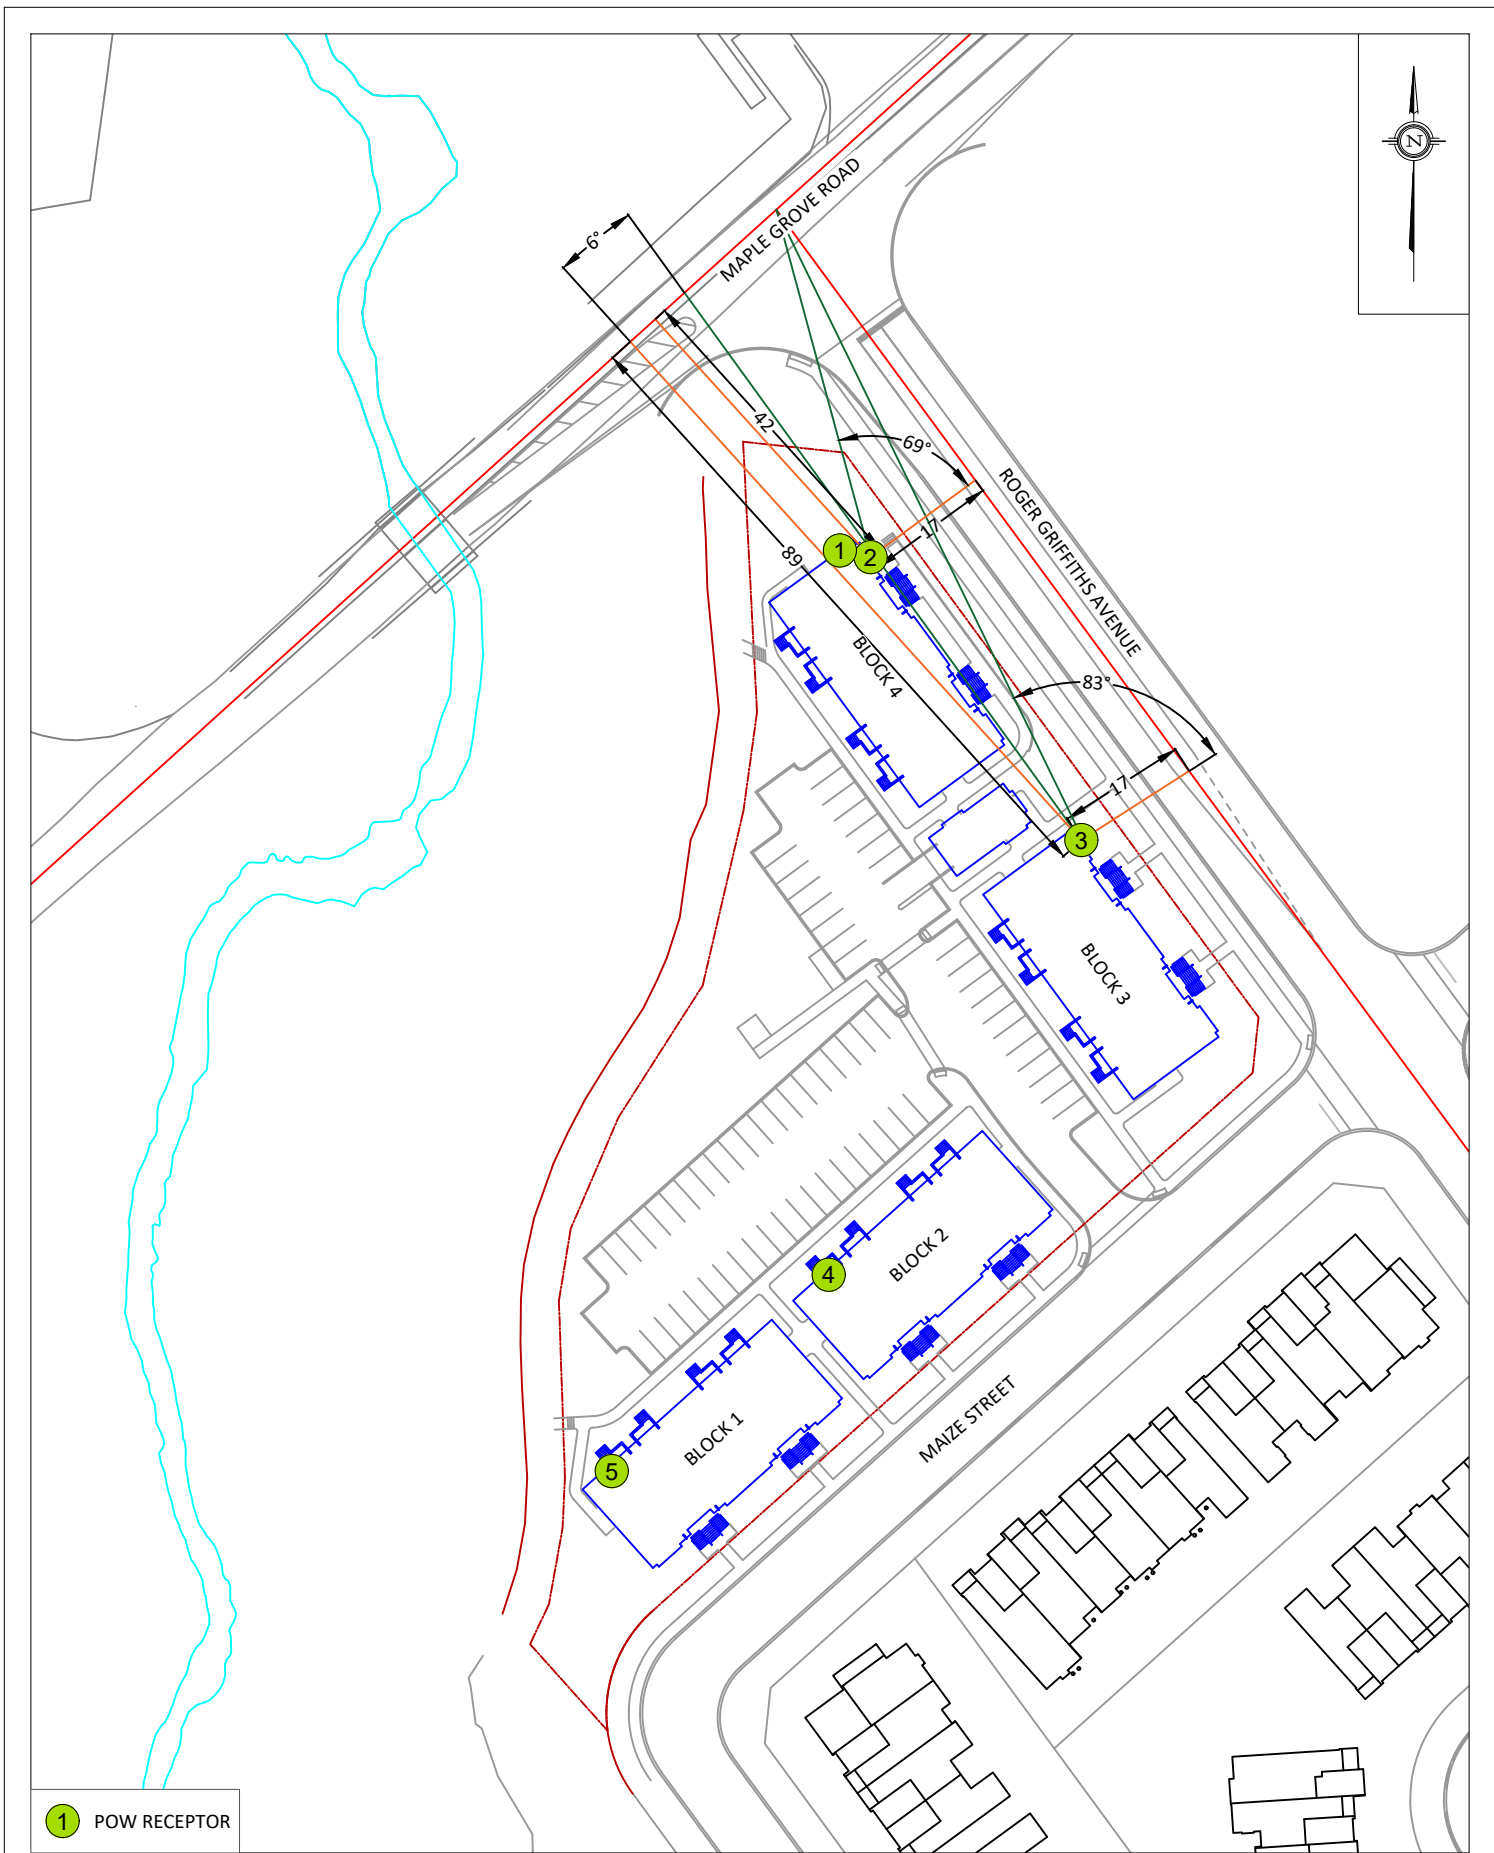 N
MAPLE GROVE ROAD
6°
42
69°
17
ROGER GRIFFITHS AVENUE
1
2
89
BLOCK 4
83°
17
3
BLOCK 3
BLOCK 2
4
BLOCK 1
5
MAIZE STREET
1 POW RECEPTOR